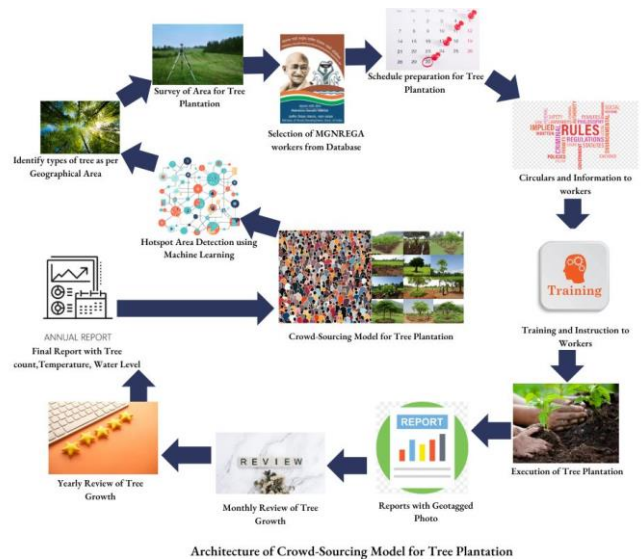 Survey of Area for Tree
Plantation
Selection of MGNREGA
workers from Database
Schedule preparation for Tree
Plantation
IMPLIED
RULES
REGULATIONS
Circulars and Information to
workers
Identify types of tree as per
Geographical Area
Hotspot Area Detection using
Machine Learning
Training
Training and Instruction to
Workers
ANNUAL REPORT
Final Report with Tree
count,Temperature, Water Level
Crowd-Sourcing Model for Tree Plantation
Execution of Tree Plantation
REPORT
Reports with Geotagged
Photo
REVIEW
Monthly Review of Tree
Growth
Yearly Review of Tree
Growth
Architecture of Crowd-Sourcing Model for Tree Plantation